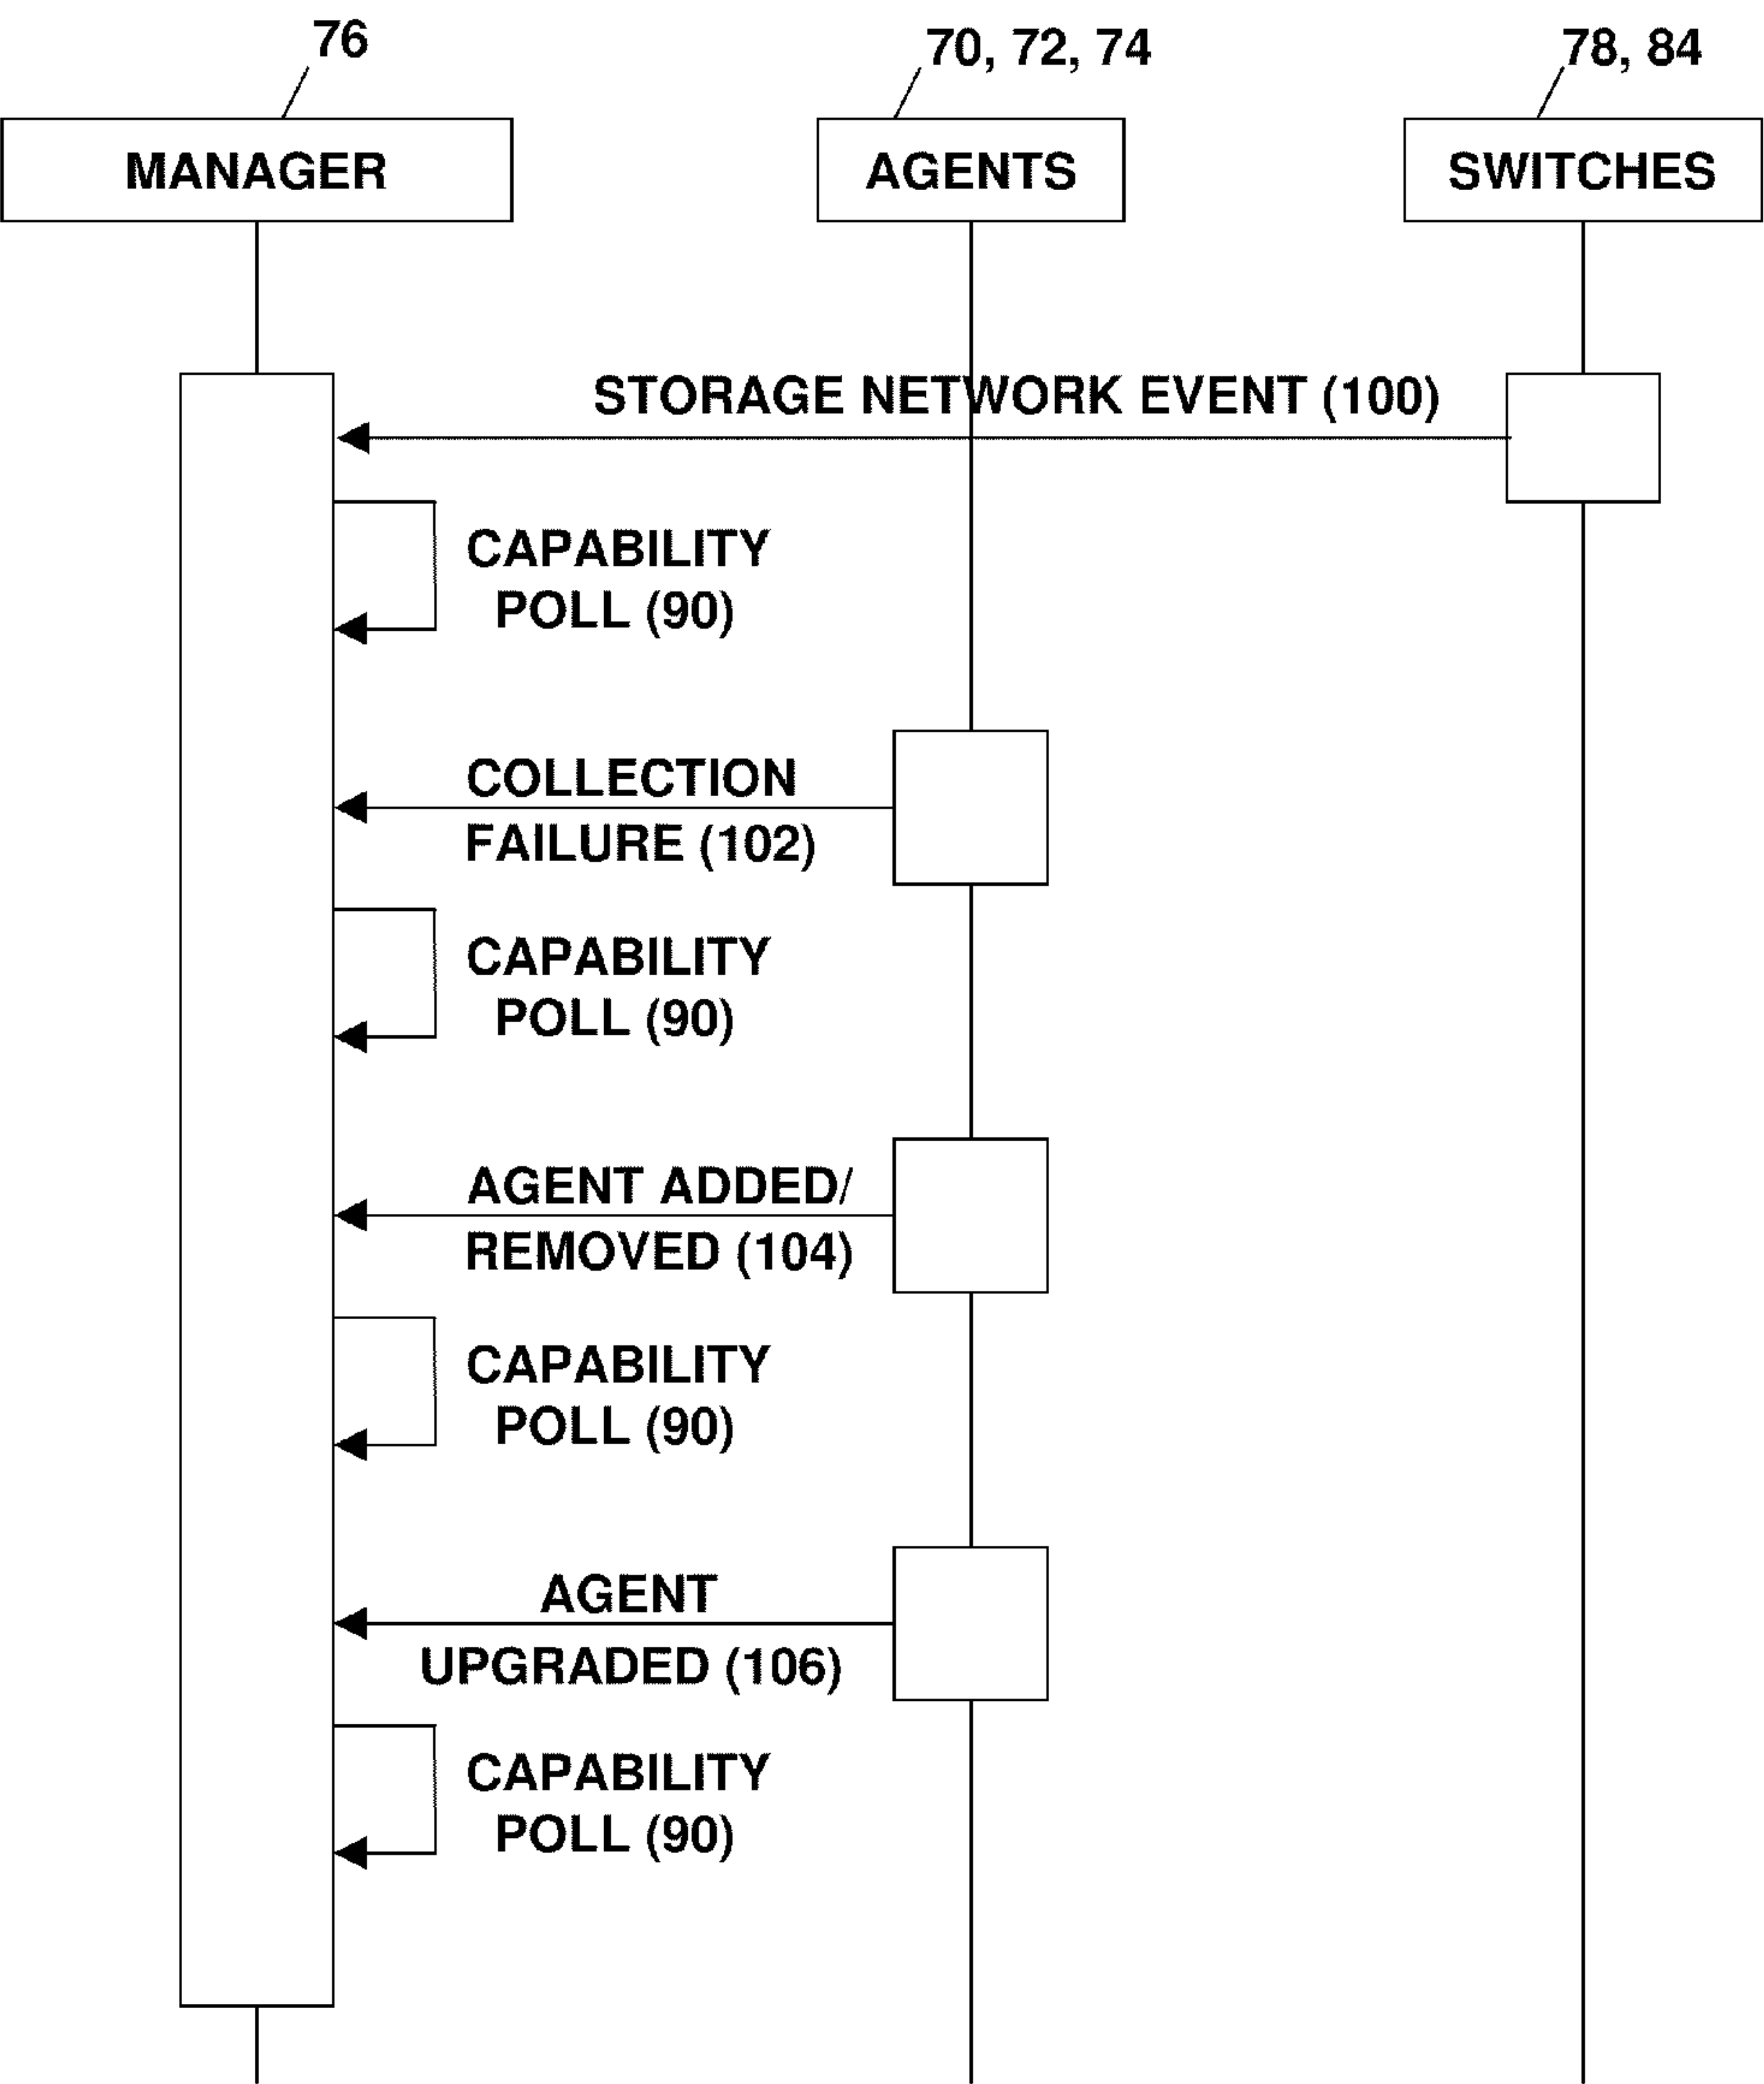 76
70, 72, 74
78, 84
MANAGER
AGENTS
SWITCHES
STORAGE NETWORK EVENT (100)
CAPABILITY
POLL (90)
COLLECTION
FAILURE (102)
CAPABILITY
POLL (90)
AGENT ADDED/
REMOVED (104)
CAPABILITY
POLL (90)
AGENT
UPGRADED (106)
CAPABILITY
POLL (90)